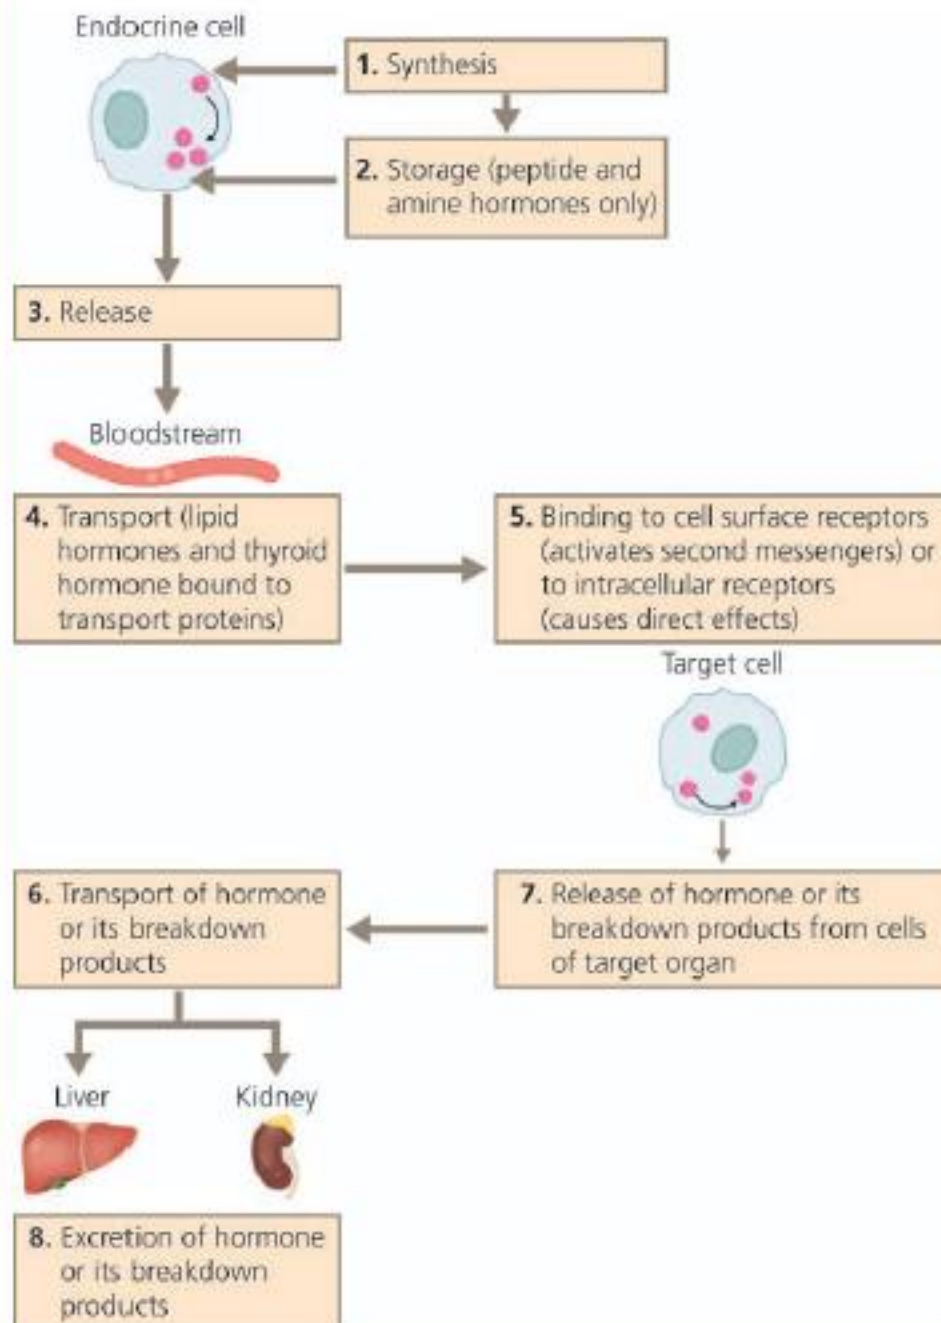 Endocrine cell
1. Synthesis
2. Storage (peptide and
amine hormones only)
3. Release
Bloodstream
4. Transport (lipid
hormones and thyroid
hormone bound to
transport proteins)
5. Binding to cell surface receptors
(activates second messengers) or
to intracellular receptors
(causes direct effects)
Target cell
6. Transport of hormone
or its breakdown
products
7. Release of hormone or its
breakdown products from cells
of target organ
Liver
Kidney
8. Excretion of hormone
or its breakdown
products